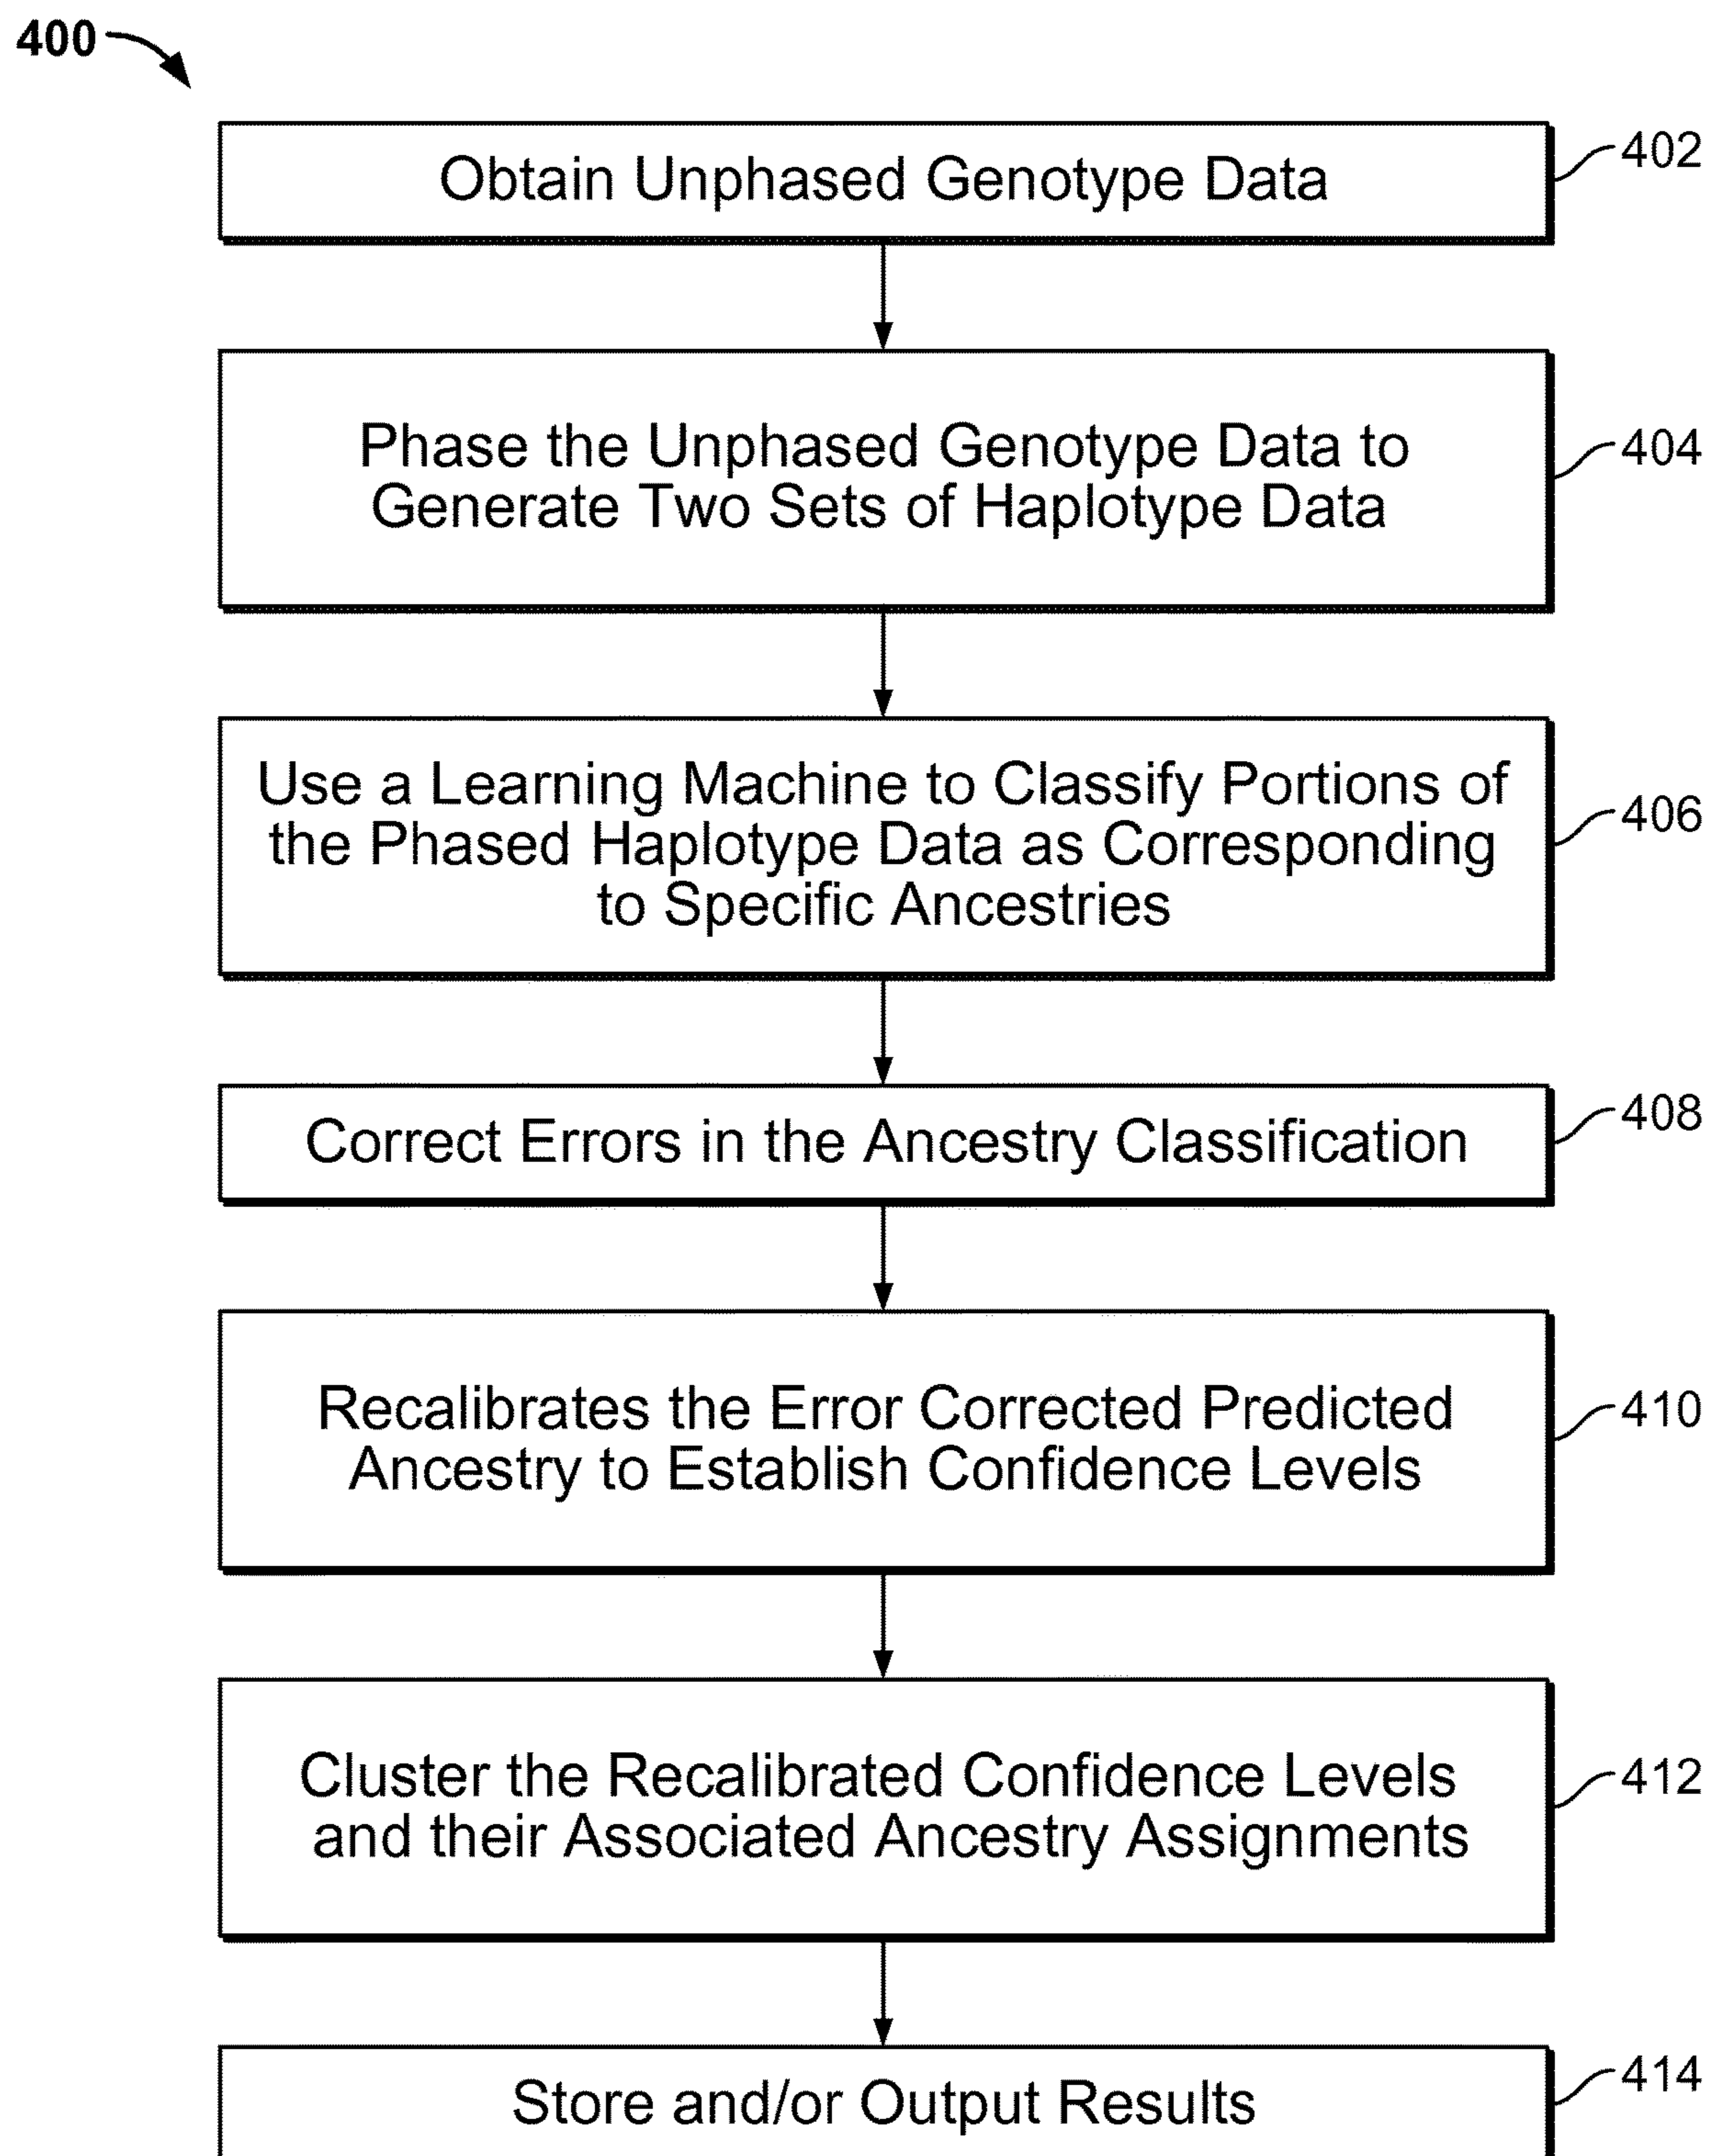 400
Obtain Unphased Genotype Data
402
Phase the Unphased Genotype Data to
Generate Two Sets of Haplotype Data
404
Use a Learning Machine to Classify Portions of
the Phased Haplotype Data as Corresponding
to Specific Ancestries
406
Correct Errors in the Ancestry Classification
408
Recalibrates the Error Corrected Predicted
Ancestry to Establish Confidence Levels
410
Cluster the Recalibrated Confidence Levels
and their Associated Ancestry Assignments
412
Store and/or Output Results
414